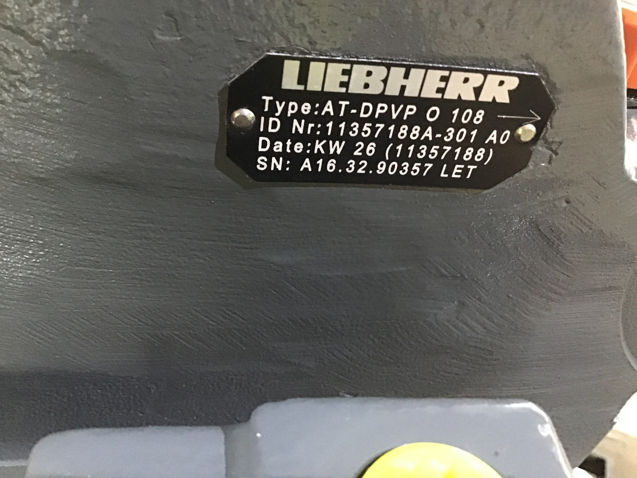 LIEBHERR
Type:AT-DPVP O 108 →
ID Nr:11357188A-301 A0
Date:KW 26 (11357188)
SN: A16.32.90357 LET